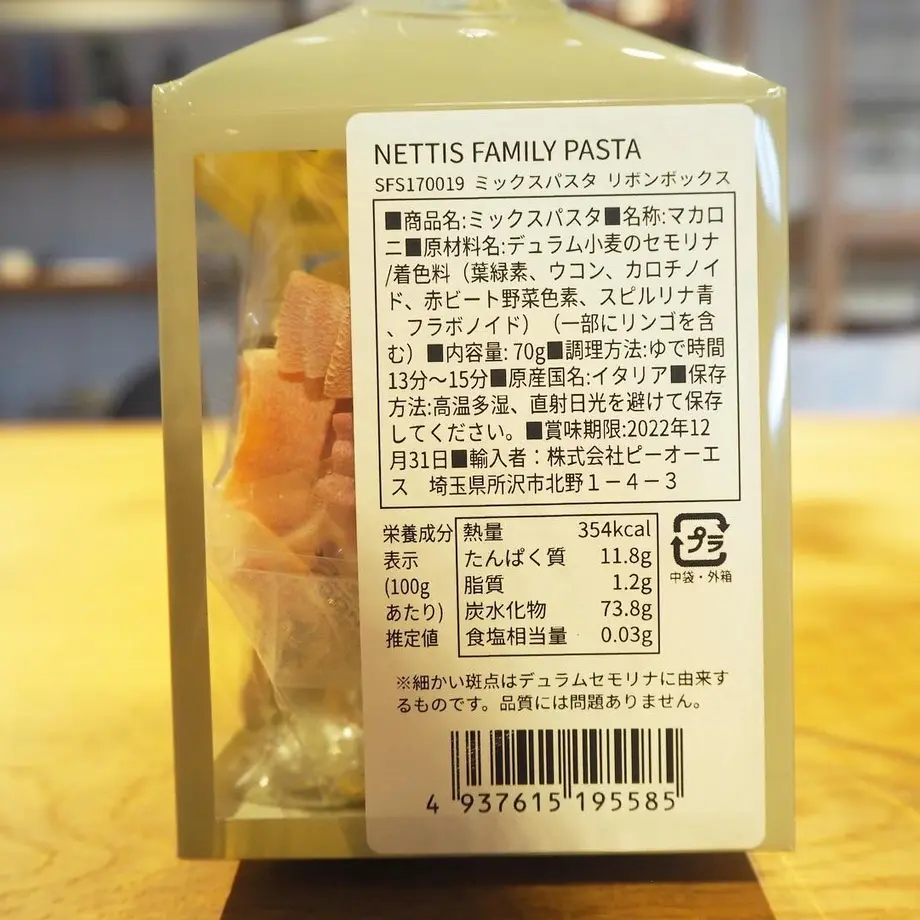 NETTIS FAMILY PASTA
SFS170019 ミックスパスタ リボンボックス
■商品名:ミックスパスタ■名称:マカロ
ニ■原材料名:デュラム小麦のセモリナ
/着色料（葉緑素、ウコン、カロチノイ
ド、赤ビート野菜色素、スピルリナ青
、フラボノイド）（一部にリンゴを含
む）■内容量: 70g■調理方法:ゆで時間
13分～15分■原産国名:イタリア■保存
方法:高温多湿、直射日光を避けて保存
してください。■賞味期限:2022年12
月31日■輸入者：株式会社ピーオーエ
ス 埼玉県所沢市北野１－４－３
栄養成分
表示
(100g
あたり)
推定値
熱量 354kcal
たんぱく質 11.8g
脂質 1.2g
炭水化物 73.8g
食塩相当量 0.03g
プラ
中袋・外箱
※細かい斑点はデュラムセモリナに由来す
るものです。品質には問題ありません。
4 937615 195585